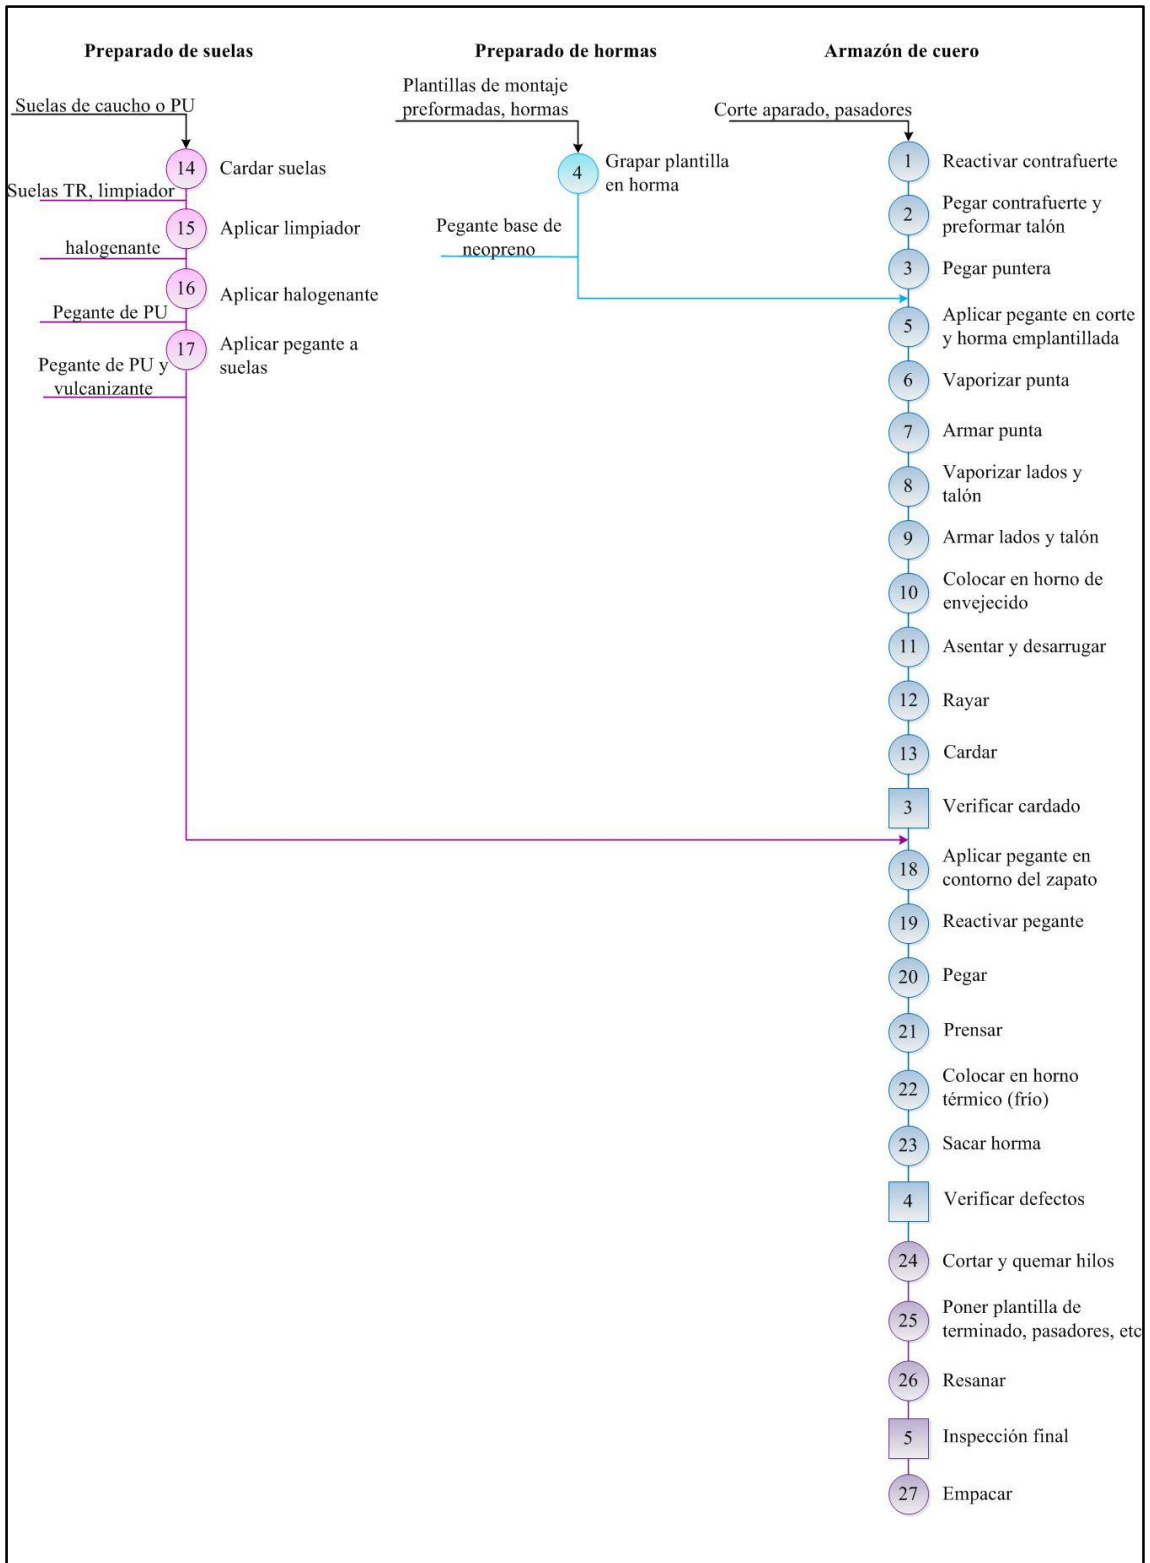 Preparado de suelas
Suelas de caucho o PU
14 Cardar suelas
Suelas TR, limpiador
15 Aplicar limpiador
halogenante
16 Aplicar halogenante
Pegante de PU
17 Aplicar pegante a
suelas
Pegante de PU y
vulcanizante
Preparado de hormas
Plantillas de montaje
preformadas, hormas
4 Grapar plantilla
en horma
Pegante base de
neopreno
Armazón de cuero
Corte aparado, pasadores
1 Reactivar contrafuerte
2 Pegar contrafuerte y
preformar talón
3 Pegar puntera
5 Aplicar pegante en corte
y horma emplantillada
6 Vaporizar punta
7 Armar punta
8 Vaporizar lados y
talón
9 Armar lados y talón
10 Colocar en horno de
envejecido
11 Asentar y desarrugar
12 Rayar
13 Cardar
3 Verificar cardado
18 Aplicar pegante en
contorno del zapato
19 Reactivar pegante
20 Pegar
21 Prensar
22 Colocar en horno
térmico (frío)
23 Sacar horma
4 Verificar defectos
24 Cortar y quemar hilos
25 Poner plantilla de
terminado, pasadores, etc
26 Resanar
5 Inspección final
27 Empacar